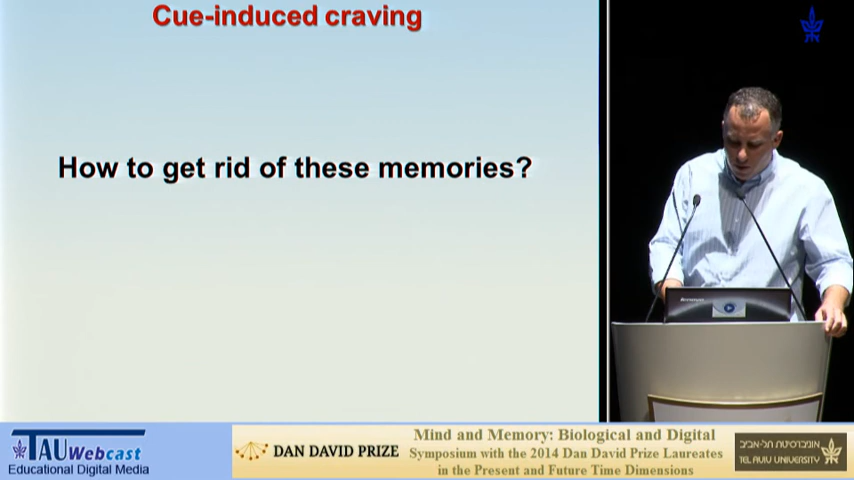 Cue-induced craving
How to get rid of these memories?
TAU Webcast
Educational Digital Media
DAN DAVID PRIZE
Mind and Memory: Biological and Digital
Symposium with the 2014 Dan David Prize Laureates
in the Present and Future Time Dimensions
אוניברסיטת תל-אביב
TEL AVIV UNIVERSITY